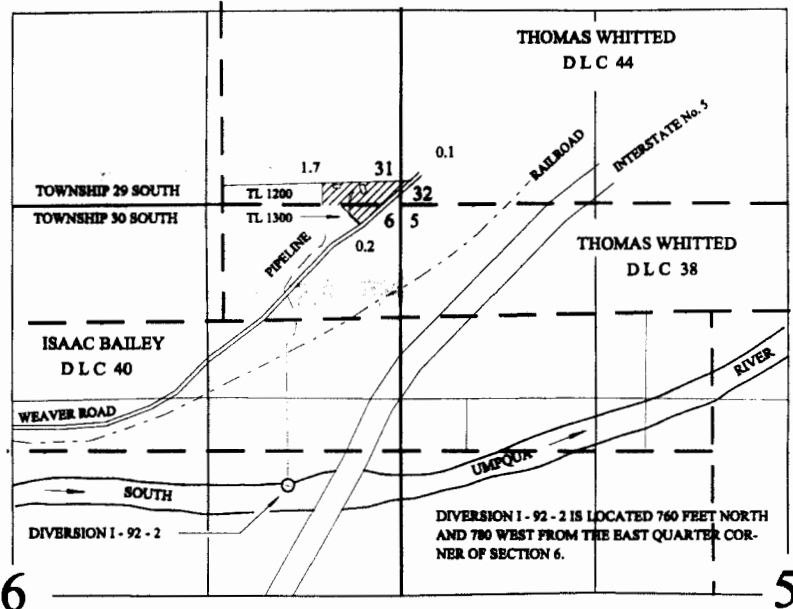 THOMAS WHITTED
D L C 44
RAILROAD
INTERSTATE No. 5
0.1
1.7
31
TOWNSHIP 29 SOUTH
TL 1200
32
TOWNSHIP 30 SOUTH
TL 1300
6
5
0.2
PIPELINE
THOMAS WHITTED
D L C 38
ISAAC BAILEY
D L C 40
WEAVER ROAD
RIVER
UMPQUA
SOUTH
DIVERSION I - 92 - 2
DIVERSION I - 92 - 2 IS LOCATED 760 FEET NORTH
AND 780 WEST FROM THE EAST QUARTER COR-
NER OF SECTION 6.
6
5